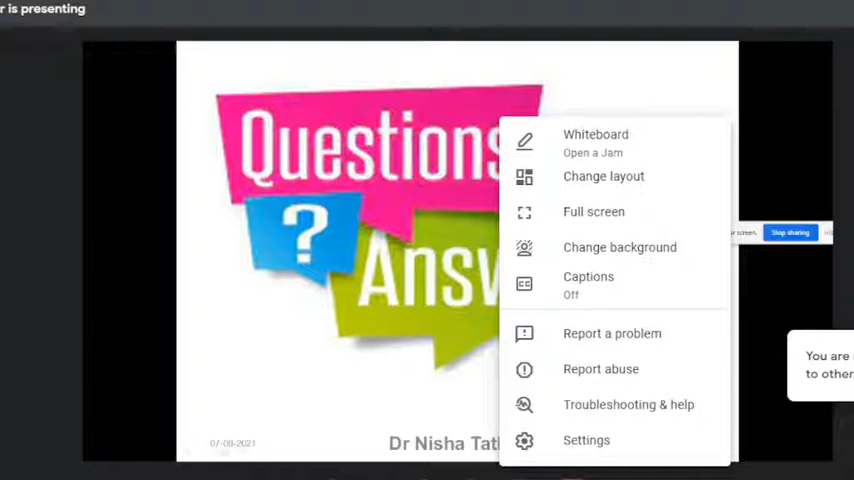 is presenting
Questions
?
Answ
Whiteboard
Open a Jam
Change layout
Full screen
Change background
Captions
Off
Report a problem
Report abuse
Troubleshooting & help
Settings
screen.
Stop sharing
You are
to other
07-08-2021
Dr Nisha